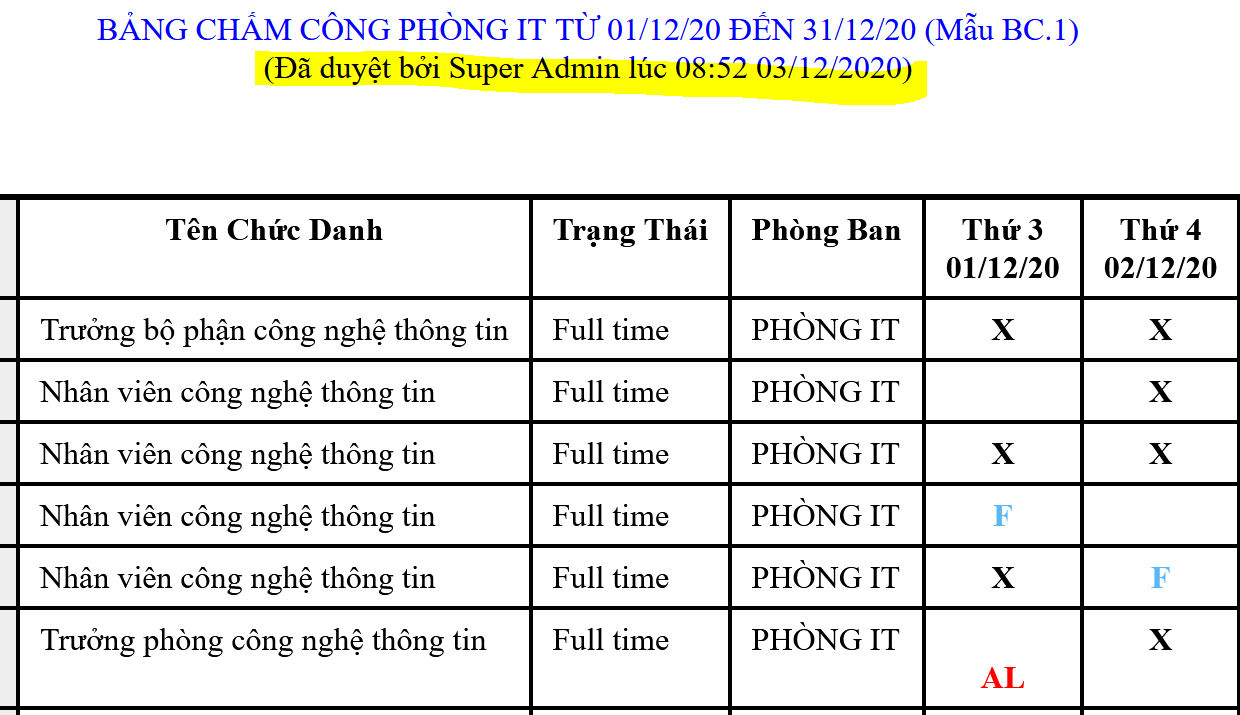 BẢNG CHẤM CÔNG PHÒNG IT TỪ 01/12/20 ĐẾN 31/12/20 (Mẫu BC.1)
(Đã duyệt bởi Super Admin lúc 08:52 03/12/2020)
Tên Chức Danh Trạng Thái Phòng Ban Thứ 3 01/12/20 Thứ 4 02/12/20
Trưởng bộ phận công nghệ thông tin Full time PHÒNG IT X X
Nhân viên công nghệ thông tin Full time PHÒNG IT X
Nhân viên công nghệ thông tin Full time PHÒNG IT X X
Nhân viên công nghệ thông tin Full time PHÒNG IT F
Nhân viên công nghệ thông tin Full time PHÒNG IT X F
Trưởng phòng công nghệ thông tin Full time PHÒNG IT X
AL